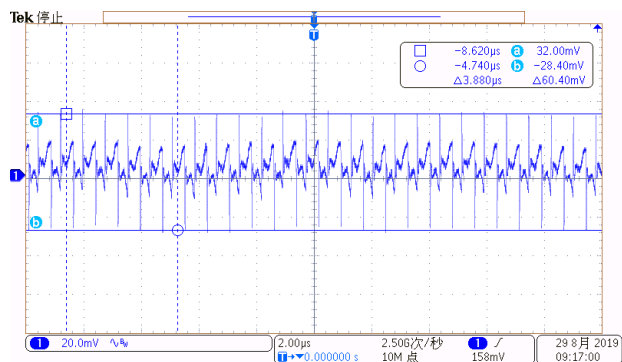 Tek 停止
T
T
-8.620µs a 32.00mV
-4.740µs b -28.40mV
Δ3.880µs Δ60.40mV
a
1
b
1 20.0mV ∿Bw
2.00µs 2.50G次/秒 1 ƒ 29 8月 2019
T→▼0.000000 s 10M 点 158mV 09:17:00